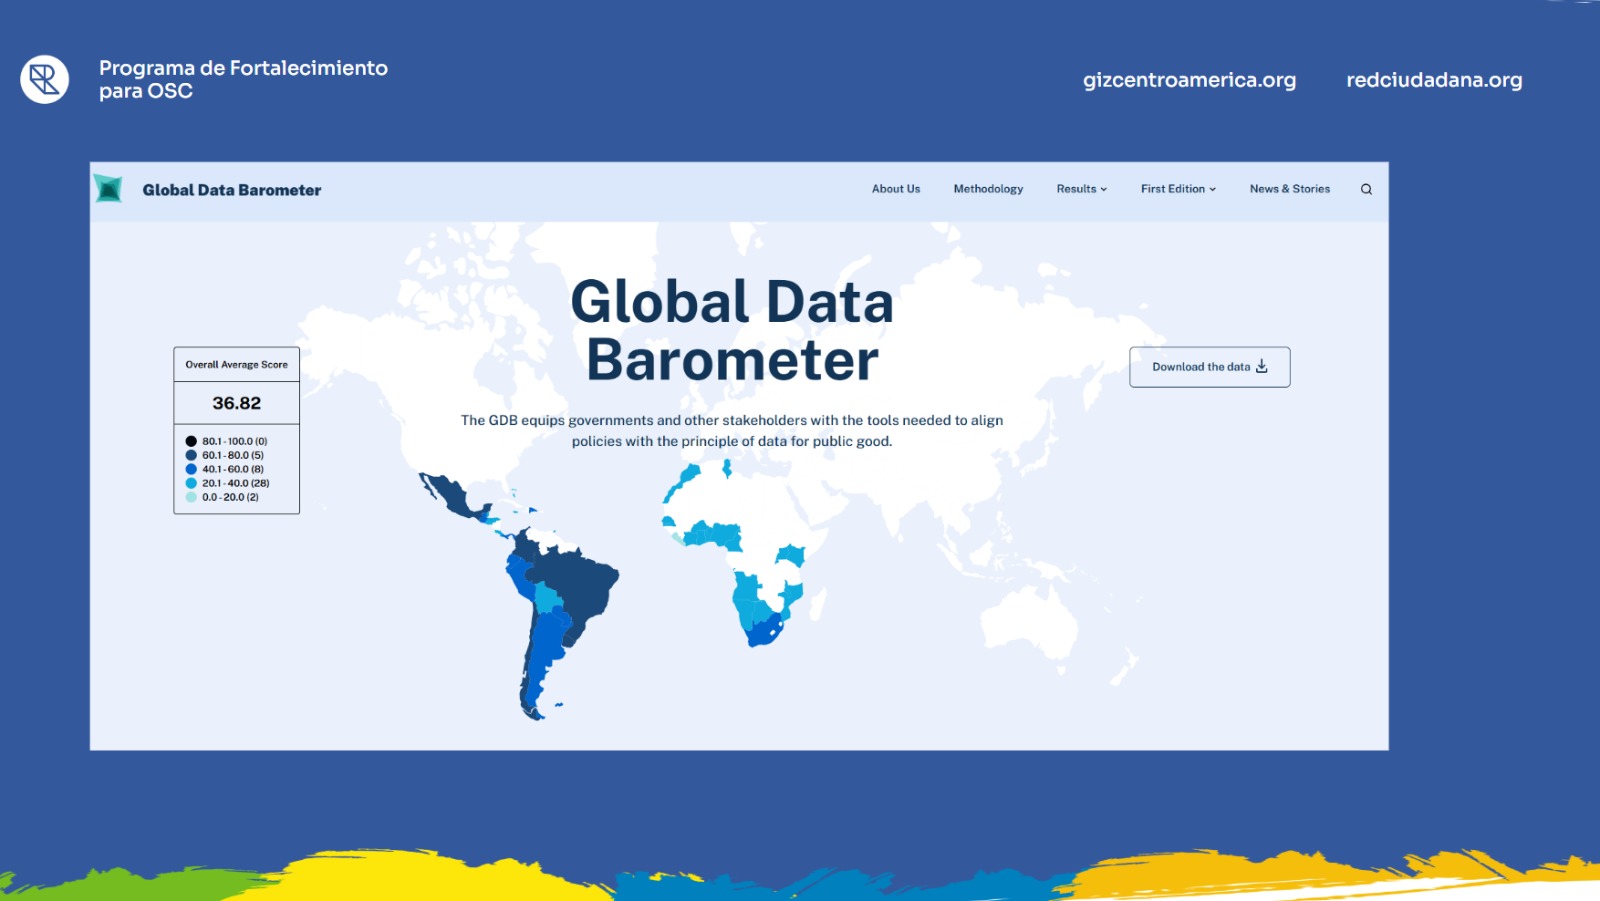 Programa de Fortalecimiento
para OSC
gizcentroamerica.org
redciudadana.org
Global Data Barometer
About Us
Methodology
Results
First Edition
News & Stories
Global Data
Barometer
The GDB equips governments and other stakeholders with the tools needed to align
policies with the principle of data for public good.
Overall Average Score
36.82
80.1 - 100.0 (0)
60.1 - 80.0 (5)
40.1 - 60.0 (8)
20.1 - 40.0 (28)
0.0 - 20.0 (2)
Download the data